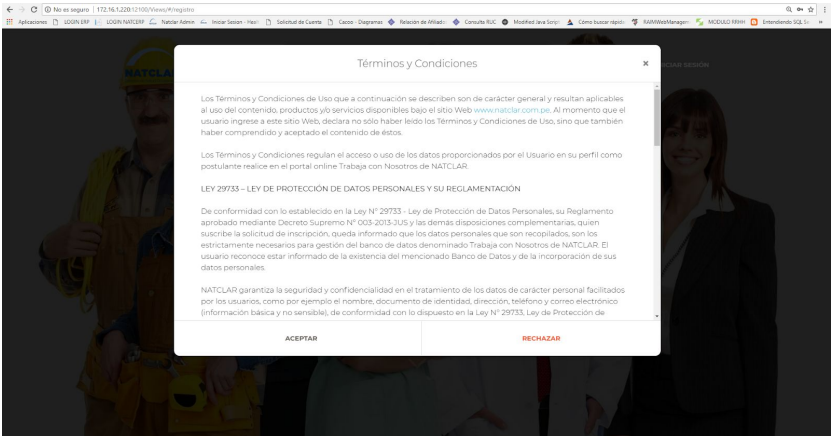 No es seguro | 172.16.1.220:12100/Views/#/registro
Aplicaciones LOGIN ERP LOGIN NATCERP Natclar Admin Iniciar Sesion - Hea Solicitud de Cuenta Cacoo - Diagramas Relación de Afiliado Consulta RUC Modified Java Script Cómo buscar rápido RAIMWebManagem MODULO RRHH Entendiendo SQL Se »
NATCLA
INICIAR SESIÓN
Términos y Condiciones
×
Los Términos y Condiciones de Uso que a continuación se describen son de carácter general y resultan aplicables
al uso del contenido, productos y/o servicios disponibles bajo el sitio Web www.natclar.com.pe. Al momento que el
usuario ingrese a este sitio Web, declara no sólo haber leído los Términos y Condiciones de Uso, sino que también
haber comprendido y aceptado el contenido de éstos.
Los Términos y Condiciones regulan el acceso o uso de los datos proporcionados por el Usuario en su perfil como
postulante realice en el portal online Trabaja con Nosotros de NATCLAR.
LEY 29733 – LEY DE PROTECCIÓN DE DATOS PERSONALES Y SU REGLAMENTACIÓN
De conformidad con lo establecido en la Ley N° 29733 - Ley de Protección de Datos Personales, su Reglamento
aprobado mediante Decreto Supremo N° 003-2013-JUS y las demás disposiciones complementarias, quien
suscribe la solicitud de inscripción, queda informado que los datos personales que son recopilados, son los
estrictamente necesarios para gestión del banco de datos denominado Trabaja con Nosotros de NATCLAR. El
usuario reconoce estar informado de la existencia del mencionado Banco de Datos y de la incorporación de sus
datos personales.
NATCLAR garantiza la seguridad y confidencialidad en el tratamiento de los datos de carácter personal facilitados
por los usuarios, como por ejemplo el nombre, documento de identidad, dirección, teléfono y correo electrónico
(información básica y no sensible), de conformidad con lo dispuesto en la Ley N° 29733, Ley de Protección de
ACEPTAR
RECHAZAR